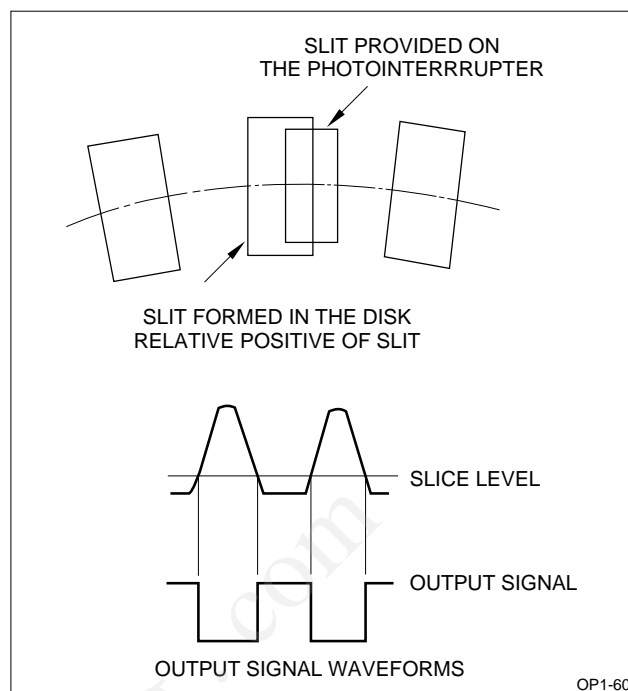 SLIT PROVIDED ON
THE PHOTOINTERRRUPTER
SLIT FORMED IN THE DISK
RELATIVE POSITIVE OF SLIT
SLICE LEVEL
OUTPUT SIGNAL
.com
OUTPUT SIGNAL WAVEFORMS
OP1-60